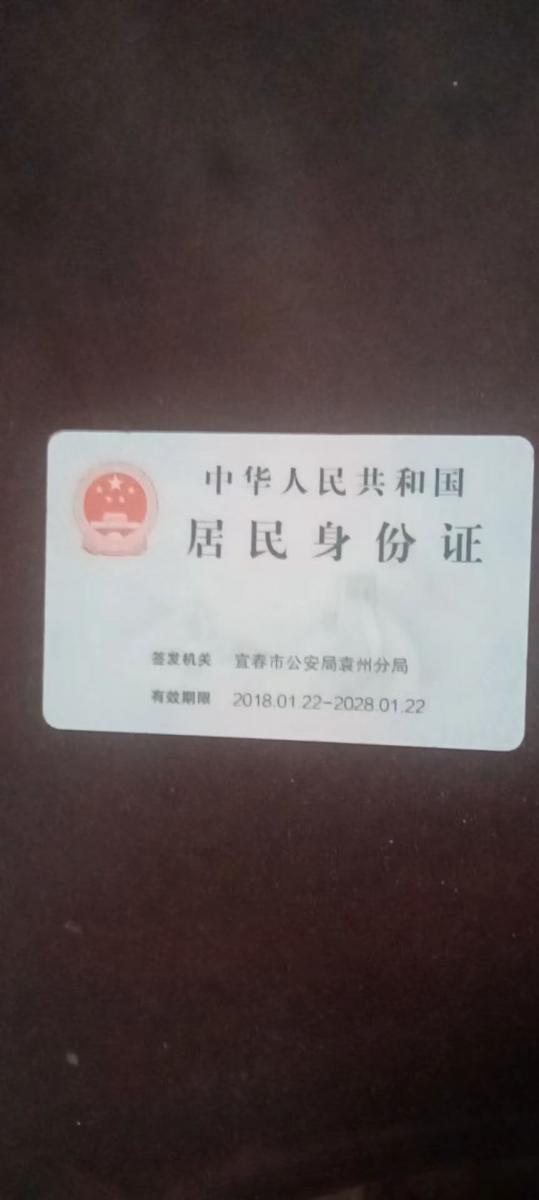 中华人民共和国
居民身份证
签发机关 宜春市公安局袁州分局
有效期限 2018.01.22-2028.01.22